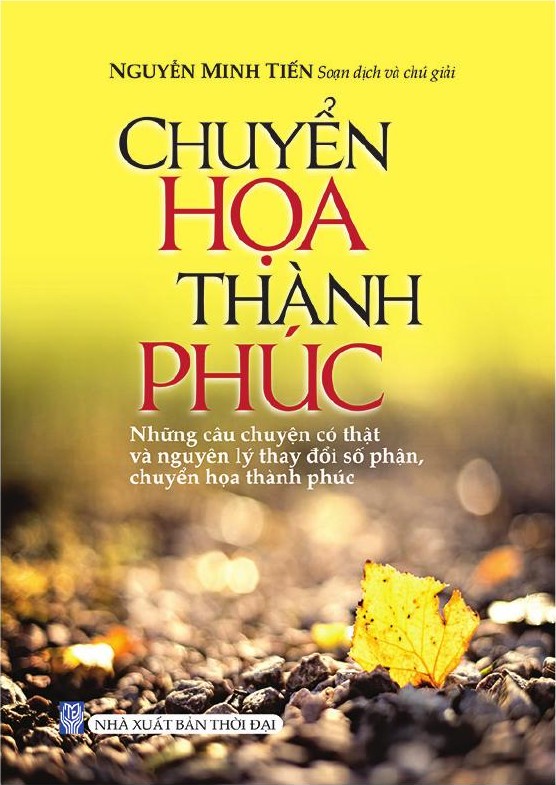 NGUYỄN MINH TIẾN Soạn dịch và chú giải
CHUYỂN
HỌA
THÀNH
PHÚC
Những câu chuyện có thật
và nguyên lý thay đổi số phận,
chuyển họa thành phúc
NHÀ XUẤT BẢN THỜI ĐẠI